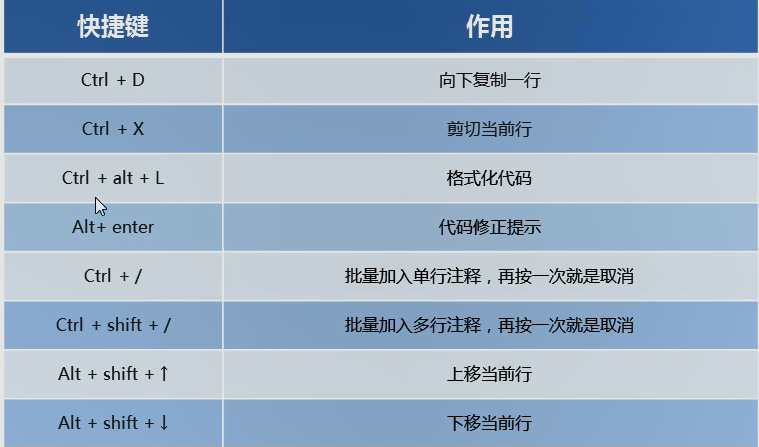 快捷键 作用
Ctrl + D 向下复制一行
Ctrl + X 剪切当前行
Ctrl + alt + L 格式化代码
Alt+ enter 代码修正提示
Ctrl + / 批量加入单行注释，再按一次就是取消
Ctrl + shift + / 批量加入多行注释，再按一次就是取消
Alt + shift + ↑ 上移当前行
Alt + shift + ↓ 下移当前行